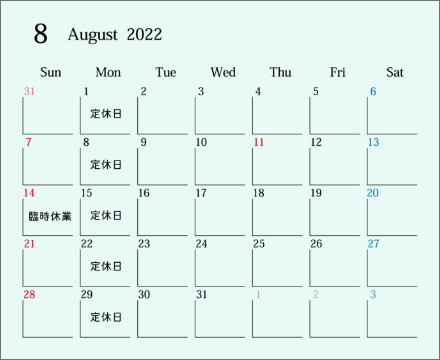 8 August 2022
Sun Mon Tue Wed Thu Fri Sat
31 1 2 3 4 5 6
定休日
7 8 9 10 11 12 13
定休日
14 15 16 17 18 19 20
臨時休業 定休日
21 22 23 24 25 26 27
定休日
28 29 30 31 1 2 3
定休日